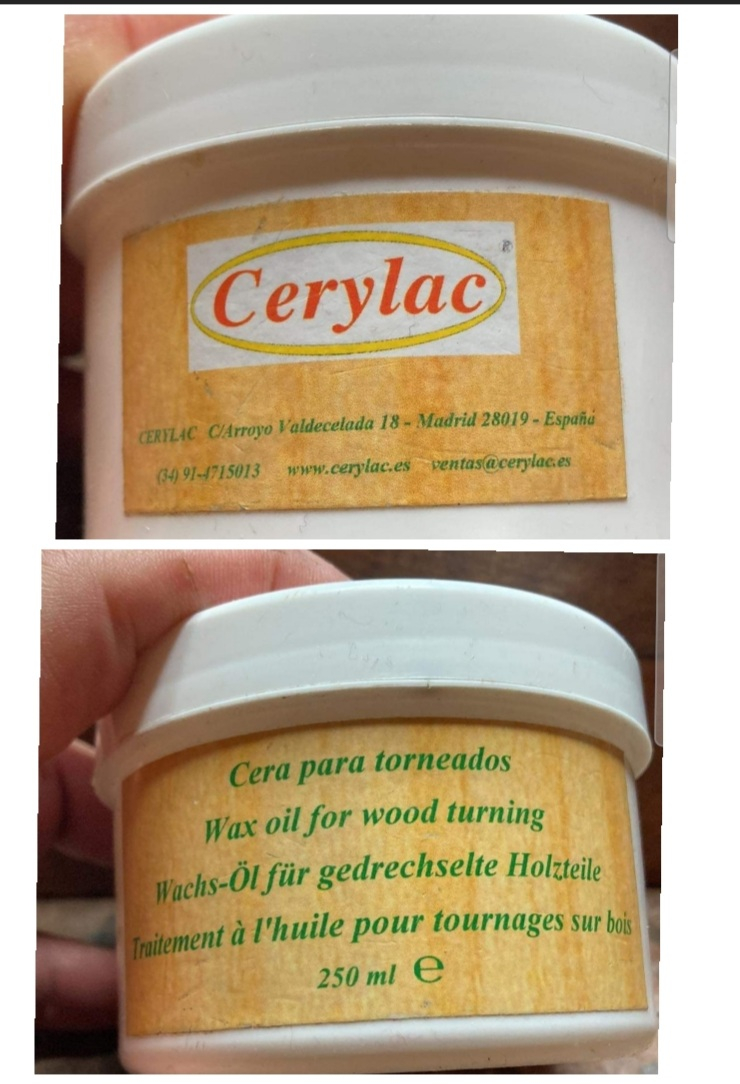 Cerylac ®
CERYLAC C/Arroyo Valdecelada 18 - Madrid 28019 - España
(34) 91-4715013 www.cerylac.es ventas@cerylac.es
Cera para torneados
Wax oil for wood turning
Wachs-Öl für gedrechselte Holzteile
Traitement à l'huile pour tournages sur bois
250 ml e